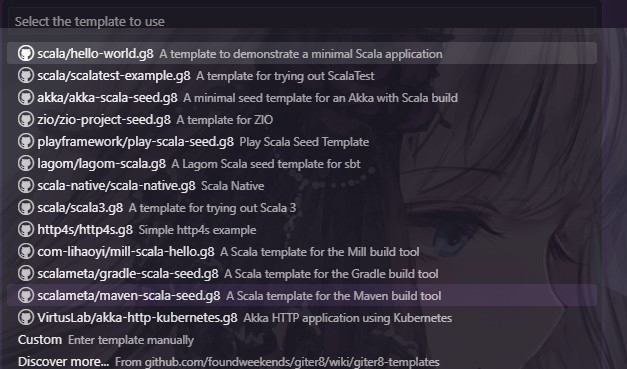 Select the template to use
scala/hello-world.g8 A template to demonstrate a minimal Scala application
scala/scalatest-example.g8 A template for trying out ScalaTest
akka/akka-scala-seed.g8 A minimal seed template for an Akka with Scala build
zio/zio-project-seed.g8 A template for ZIO
playframework/play-scala-seed.g8 Play Scala Seed Template
lagom/lagom-scala.g8 A Lagom Scala seed template for sbt
scala-native/scala-native.g8 Scala Native
scala/scala3.g8 A template for trying out Scala 3
http4s/http4s.g8 Simple http4s example
com-lihaoyi/mill-scala-hello.g8 A Scala template for the Mill build tool
scalameta/gradle-scala-seed.g8 A Scala template for the Gradle build tool
scalameta/maven-scala-seed.g8 A Scala template for the Maven build tool
VirtusLab/akka-http-kubernetes.g8 Akka HTTP application using Kubernetes
Custom Enter template manually
Discover more... From github.com/foundweekends/giter8/wiki/giter8-templates